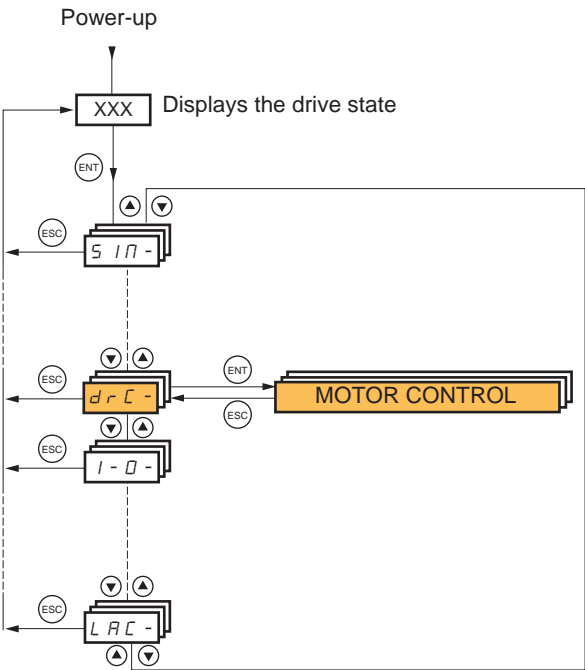 Power-up
XXX Displays the drive state
ENT
ESC
SIM-
ESC
drC-
ENT
MOTOR CONTROL
ESC
ESC
I-O-
ESC
LAC-